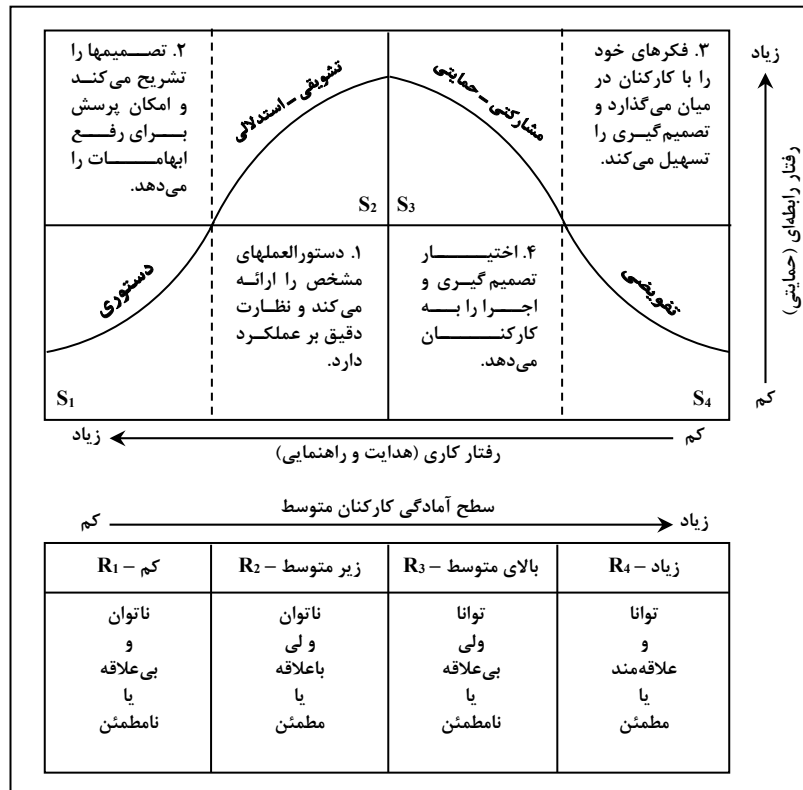 ۳. فکرهای خود
را با کارکنان در
میان می‌گذارد و
تصمیم‌گیری را
تسهیل می‌کند.
مشارکتی – حمایتی
تشویقی – استدلالی
۲. تصمیمها را
تشریح می‌کند
و امکان پرسش
برای رفع
ابهامات را
می‌دهد.
S2
S3
زیاد
رفتار رابطه‌ای (حمایتی)
کم
تفویضی
۴. اختیار
تصمیم‌گیری و
اجرا را به
کارکنان
می‌دهد.
۱. دستورالعملهای
مشخص را ارائه
می‌کند و نظارت
دقیق بر عملکرد
دارد.
دستوری
S1
S4
کم
زیاد
رفتار کاری (هدایت و راهنمایی)
سطح آمادگی کارکنان متوسط
زیاد
کم
زیاد – R4
توانا
و
علاقه‌مند
یا
مطمئن
بالای متوسط – R3
توانا
ولی
بی‌علاقه
یا
نامطمئن
زیر متوسط – R2
ناتوان
و لی
باعلاقه
یا
مطمئن
کم – R1
ناتوان
و
بی‌علاقه
یا
نامطمئن